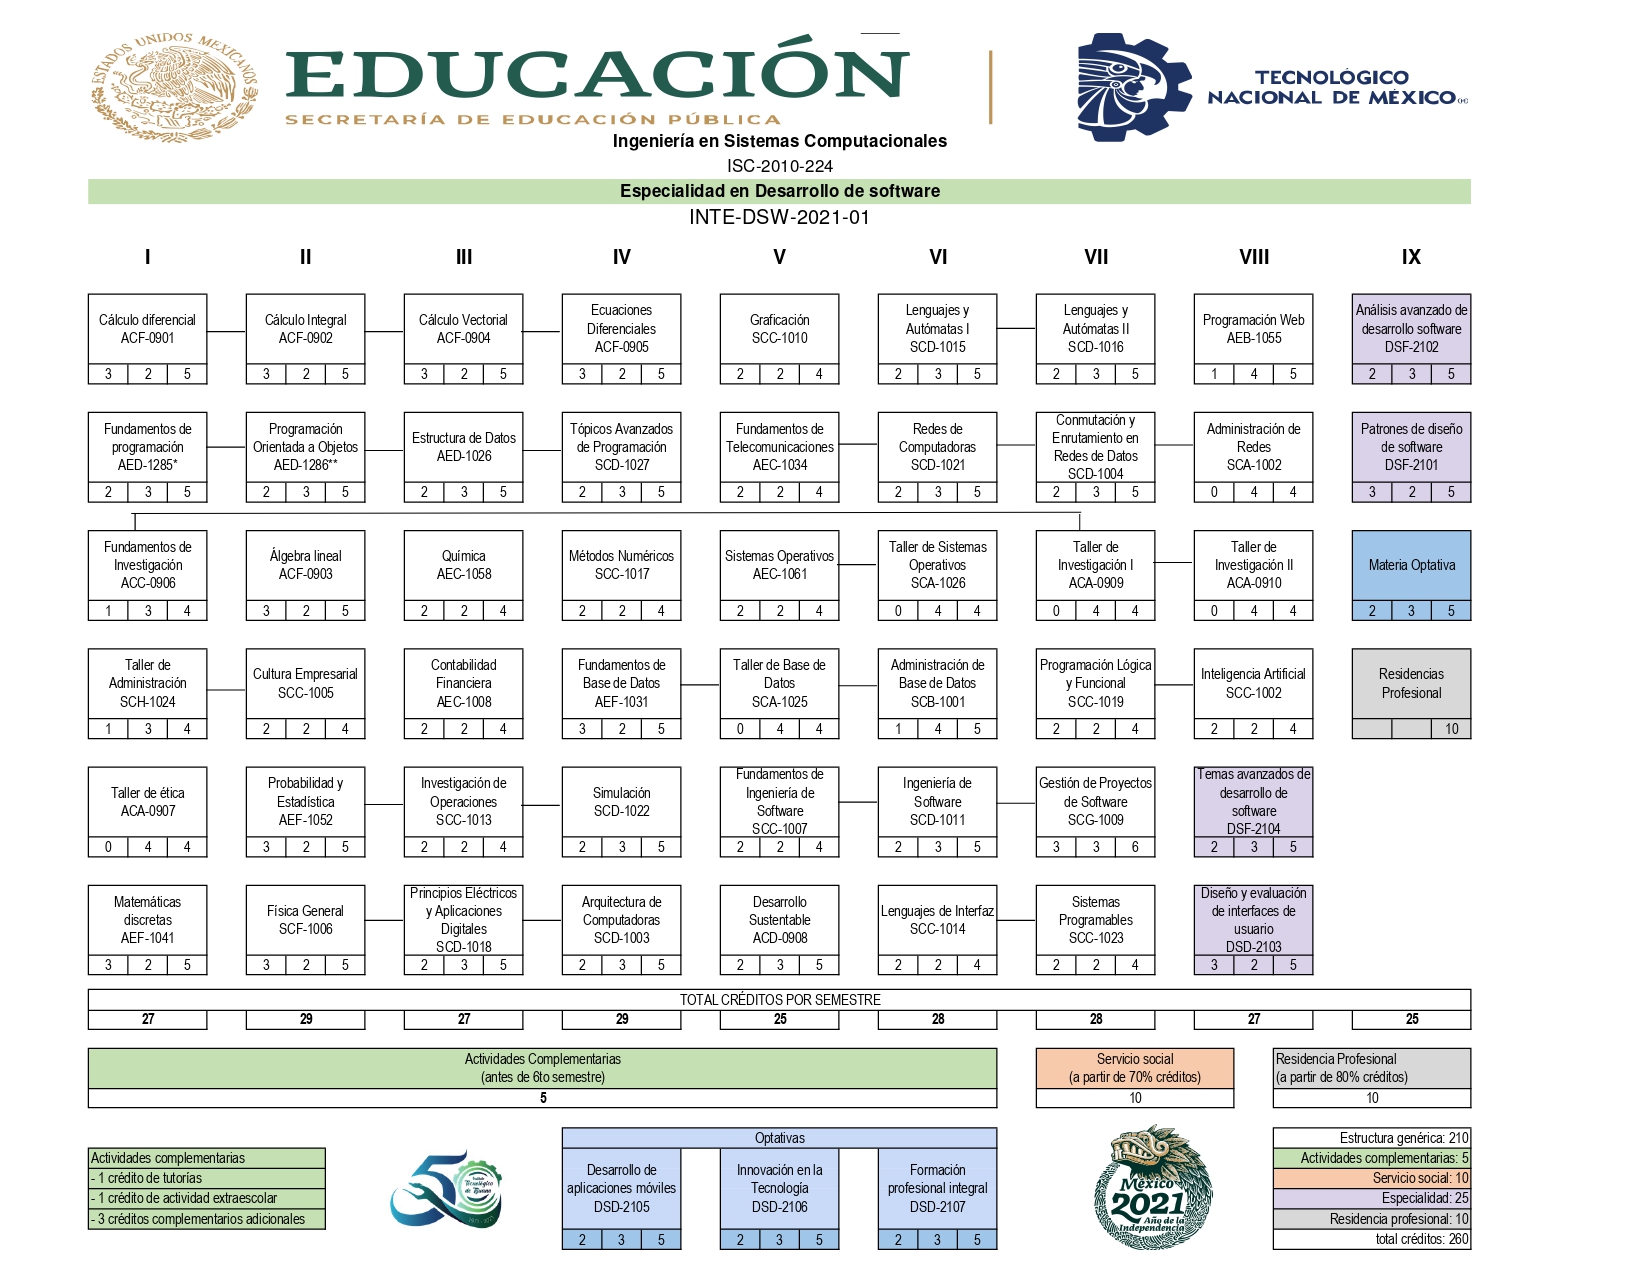 ESTADOS UNIDOS MEXICANOS
EDUCACIÓN
SECRETARÍA DE EDUCACIÓN PÚBLICA
TECNOLÓGICO
NACIONAL DE MÉXICO
Ingeniería en Sistemas Computacionales
ISC-2010-224
Especialidad en Desarrollo de software
INTE-DSW-2021-01
I II III IV V VI VII VIII IX
Cálculo diferencial
ACF-0901
3 2 5
Cálculo Integral
ACF-0902
3 2 5
Cálculo Vectorial
ACF-0904
3 2 5
Ecuaciones
Diferenciales
ACF-0905
3 2 5
Graficación
SCC-1010
2 2 4
Lenguajes y
Autómatas I
SCD-1015
2 3 5
Lenguajes y
Autómatas II
SCD-1016
2 3 5
Programación Web
AEB-1055
1 4 5
Análisis avanzado de
desarrollo software
DSF-2102
2 3 5
Fundamentos de
programación
AED-1285*
2 3 5
Programación
Orientada a Objetos
AED-1286**
2 3 5
Estructura de Datos
AED-1026
2 3 5
Tópicos Avanzados
de Programación
SCD-1027
2 3 5
Fundamentos de
Telecomunicaciones
AEC-1034
2 2 4
Redes de
Computadoras
SCD-1021
2 3 5
Conmutación y
Enrutamiento en
Redes de Datos
SCD-1004
2 3 5
Administración de
Redes
SCA-1002
0 4 4
Patrones de diseño
de software
DSF-2101
3 2 5
Fundamentos de
Investigación
ACC-0906
1 3 4
Álgebra lineal
ACF-0903
3 2 5
Química
AEC-1058
2 2 4
Métodos Numéricos
SCC-1017
2 2 4
Sistemas Operativos
AEC-1061
2 2 4
Taller de Sistemas
Operativos
SCA-1026
0 4 4
Taller de
Investigación I
ACA-0909
0 4 4
Taller de
Investigación II
ACA-0910
0 4 4
Materia Optativa
2 3 5
Taller de
Administración
SCH-1024
1 3 4
Cultura Empresarial
SCC-1005
2 2 4
Contabilidad
Financiera
AEC-1008
2 2 4
Fundamentos de
Base de Datos
AEF-1031
3 2 5
Taller de Base de
Datos
SCA-1025
0 4 4
Administración de
Base de Datos
SCB-1001
1 4 5
Programación Lógica
y Funcional
SCC-1019
2 2 4
Inteligencia Artificial
SCC-1002
2 2 4
Residencias
Profesional
10
Taller de ética
ACA-0907
0 4 4
Probabilidad y
Estadística
AEF-1052
3 2 5
Investigación de
Operaciones
SCC-1013
2 2 4
Simulación
SCD-1022
2 3 5
Fundamentos de
Ingeniería de
Software
SCC-1007
2 2 4
Ingeniería de
Software
SCD-1011
2 3 5
Gestión de Proyectos
de Software
SCG-1009
3 3 6
Temas avanzados de
desarrollo de
software
DSF-2104
2 3 5
Matemáticas
discretas
AEF-1041
3 2 5
Física General
SCF-1006
3 2 5
Principios Eléctricos
y Aplicaciones
Digitales
SCD-1018
2 3 5
Arquitectura de
Computadoras
SCD-1003
2 3 5
Desarrollo
Sustentable
ACD-0908
2 3 5
Lenguajes de Interfaz
SCC-1014
2 2 4
Sistemas
Programables
SCC-1023
2 2 4
Diseño y evaluación
de interfaces de
usuario
DSD-2103
3 2 5
TOTAL CRÉDITOS POR SEMESTRE
27 29 27 29 25 28 28 27 25
Actividades Complementarias
(antes de 6to semestre)
5
Servicio social
(a partir de 70% créditos)
10
Residencia Profesional
(a partir de 80% créditos)
10
Actividades complementarias
- 1 crédito de tutorías
- 1 crédito de actividad extraescolar
- 3 créditos complementarios adicionales
50
Instituto
Tecnológico
de Tijuana
Optativas
Desarrollo de
aplicaciones móviles
DSD-2105
2 3 5
Innovación en la
Tecnología
DSD-2106
2 3 5
Formación
profesional integral
DSD-2107
2 3 5
México
2021
Año de la
Independencia
Estructura genérica: 210
Actividades complementarias: 5
Servicio social: 10
Especialidad: 25
Residencia profesional: 10
total créditos: 260